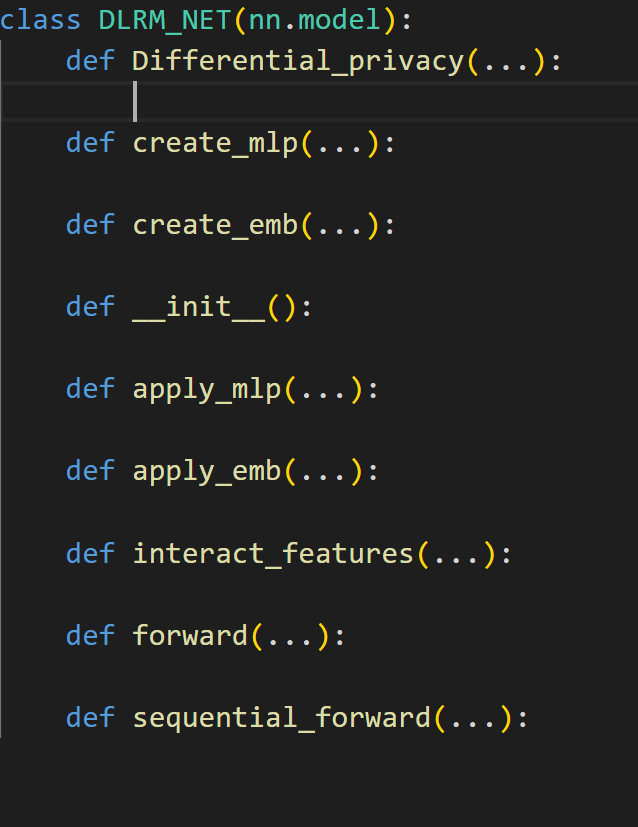 class DLRM_NET(nn.model):
def Differential_privacy(...):
def create_mlp(...):
def create_emb(...):
def __init__():
def apply_mlp(...):
def apply_emb(...):
def interact_features(...):
def forward(...):
def sequential_forward(...):